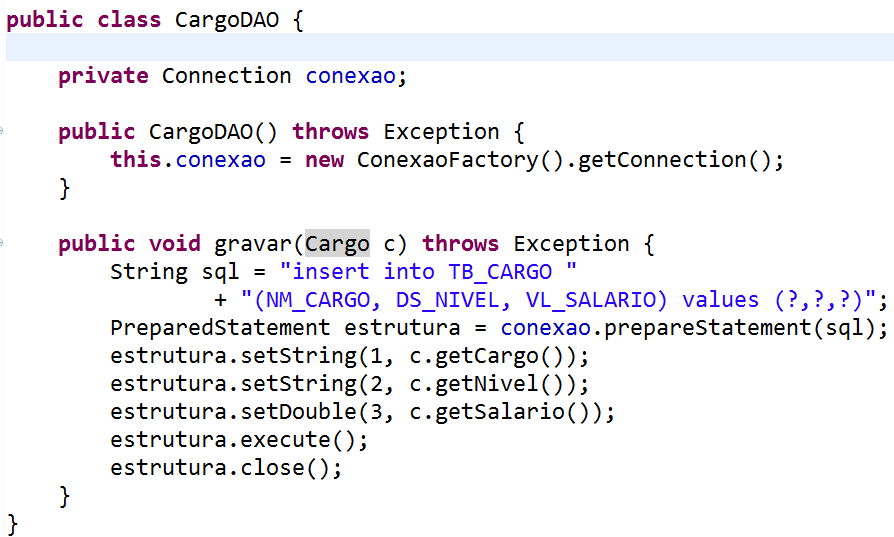 public class CargoDAO {
private Connection conexao;
public CargoDAO() throws Exception {
this.conexao = new ConexaoFactory().getConnection();
}
public void gravar(Cargo c) throws Exception {
String sql = "insert into TB_CARGO "
+ "(NM_CARGO, DS_NIVEL, VL_SALARIO) values (?,?,?)";
PreparedStatement estrutura = conexao.prepareStatement(sql);
estrutura.setString(1, c.getCargo());
estrutura.setString(2, c.getNivel());
estrutura.setDouble(3, c.getSalario());
estrutura.execute();
estrutura.close();
}
}